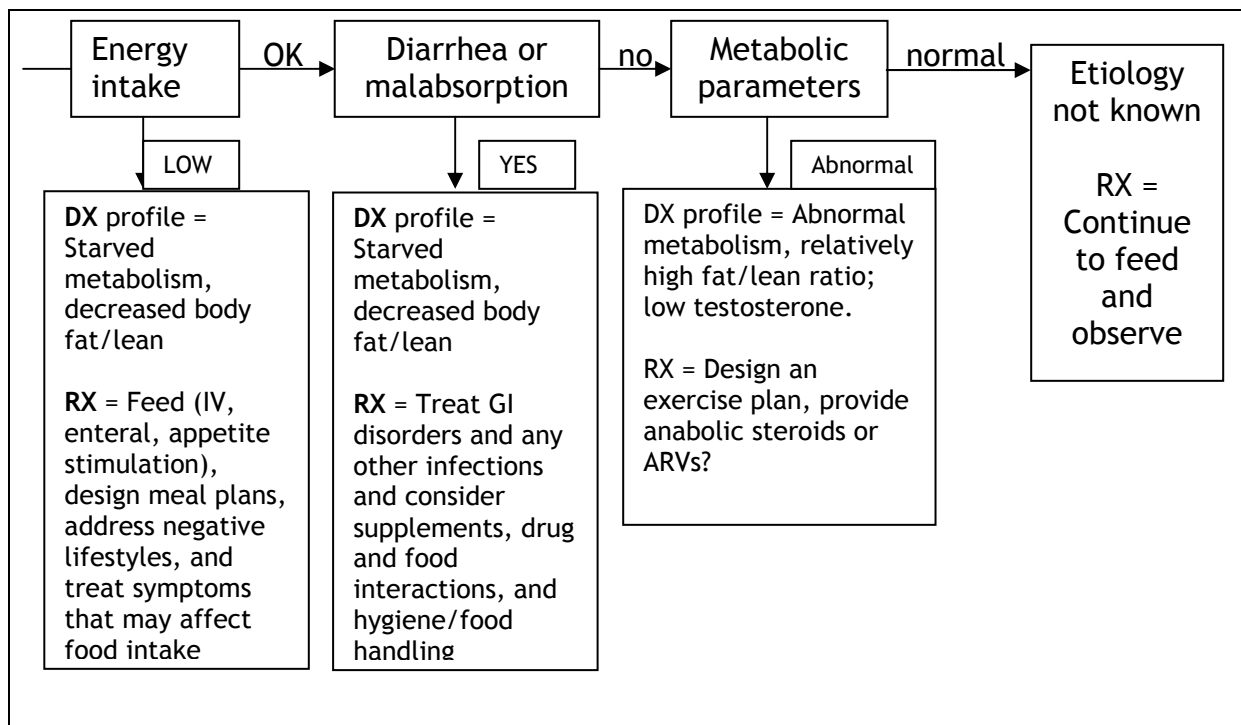 Energy
intake
OK
Diarrhea or
malabsorption
no
Metabolic
parameters
normal
Etiology
not known
RX =
Continue
to feed
and
observe
LOW
YES
Abnormal
DX profile =
Starved
metabolism,
decreased body
fat/lean
RX = Feed (IV,
enteral, appetite
stimulation),
design meal plans,
address negative
lifestyles, and
treat symptoms
that may affect
food intake
DX profile =
Starved
metabolism,
decreased body
fat/lean
RX = Treat GI
disorders and any
other infections
and consider
supplements, drug
and food
interactions, and
hygiene/food
handling
DX profile = Abnormal
metabolism, relatively
high fat/lean ratio;
low testosterone.
RX = Design an
exercise plan, provide
anabolic steroids or
ARVs?